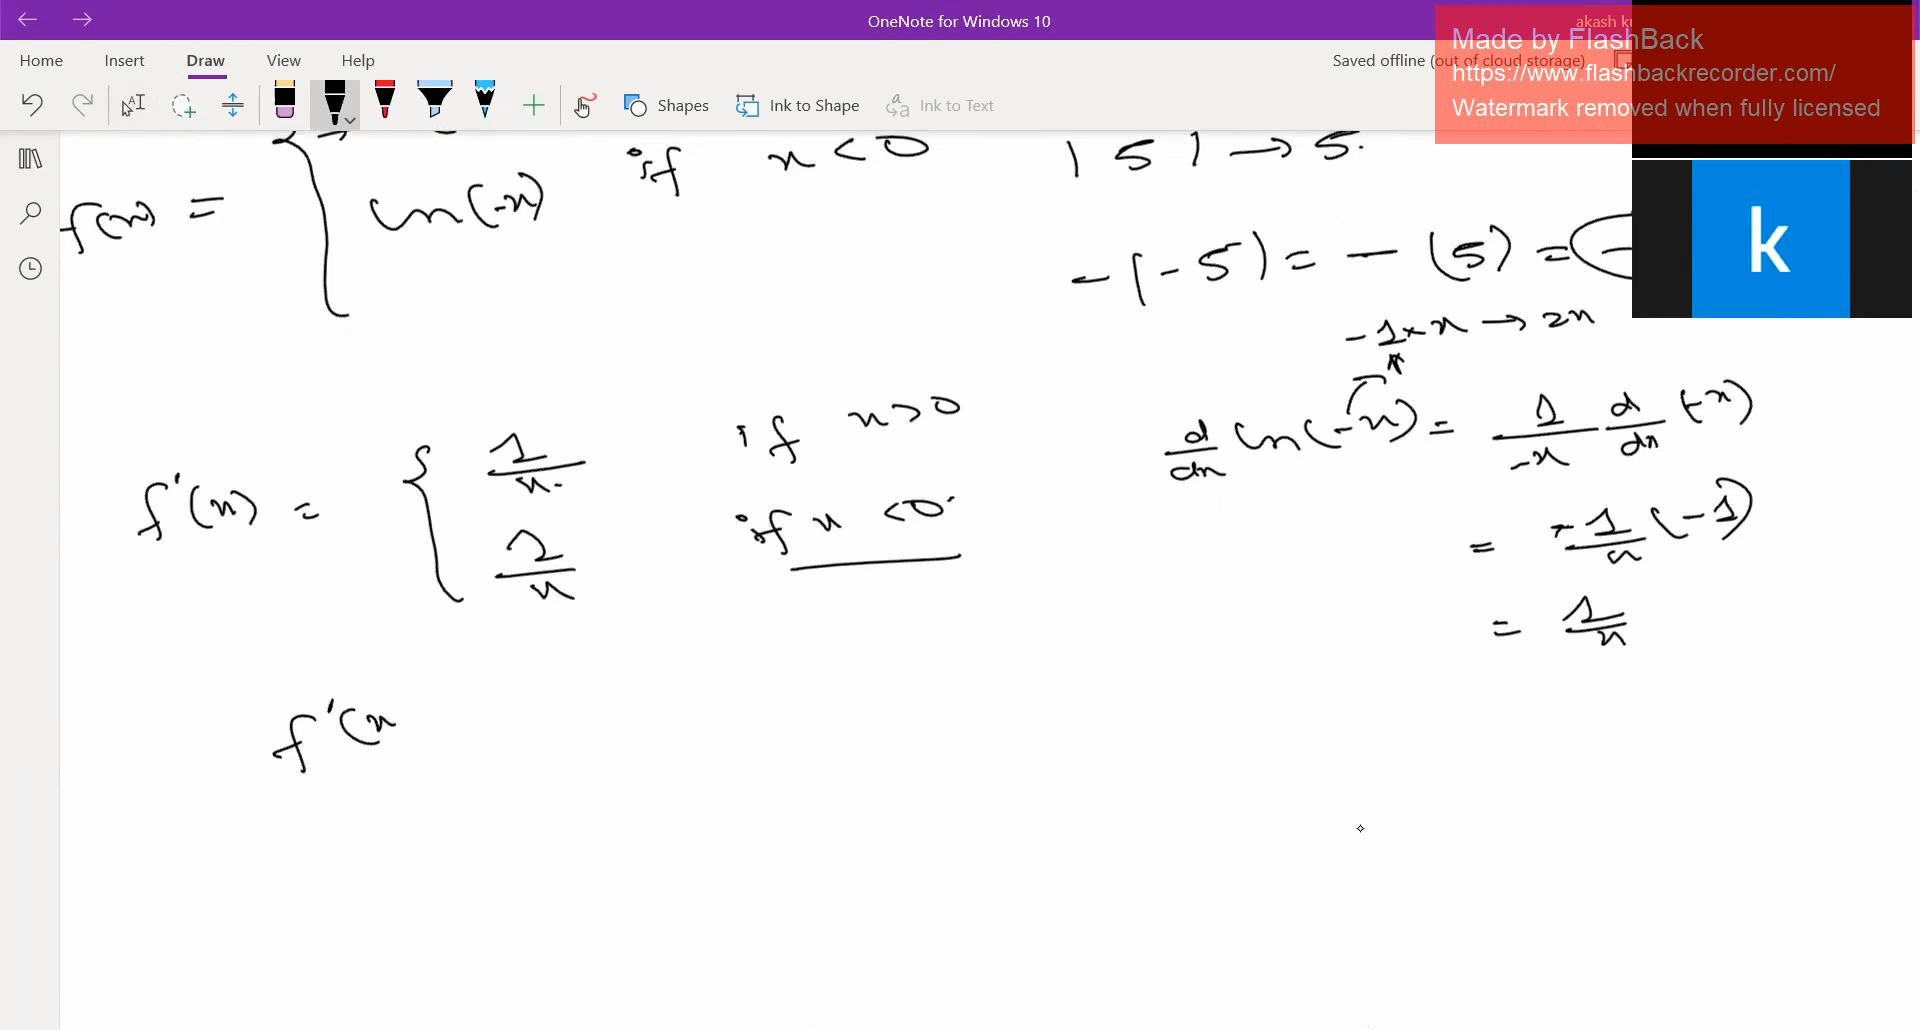 OneNote for Windows 10
akash k
Made by FlashBack
https://www.flashbackrecorder.com/
Watermark removed when fully licensed
Home Insert Draw View Help
Saved offline (out of cloud storage)
Shapes Ink to Shape Ink to Text
k
f(x) = { ln(-x) if x < 0
|5| → 5.
-(-5) = -(5) =
-1 × x → 2x
f'(x) = { 1/x if x > 0
1/x if x < 0
d/dx ln(-x) = 1/-x d/dx (-x)
= -1/x (-1)
= 1/x
f'(x